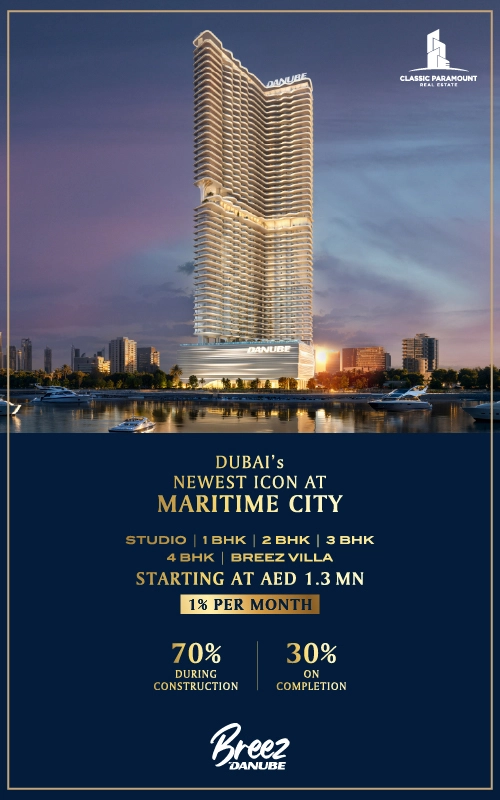 DANUBE
CLASSIC PARAMOUNT
REAL ESTATE
DANUBE
DUBAI's
NEWEST ICON AT
MARITIME CITY
STUDIO | 1 BHK | 2 BHK | 3 BHK
4 BHK | BREEZ VILLA
STARTING AT AED 1.3 MN
1% PER MONTH
70%
DURING
CONSTRUCTION
30%
ON
COMPLETION
Breez
BY DANUBE